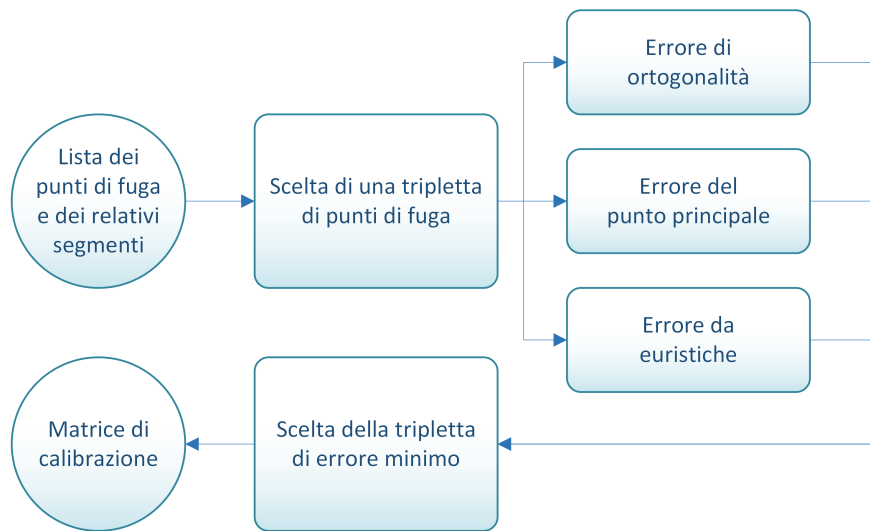 Lista dei
punti di fuga
e dei relativi
segmenti
Scelta di una tripletta
di punti di fuga
Errore di
ortogonalità
Errore del
punto principale
Errore da
euristiche
Scelta della tripletta
di errore minimo
Matrice di
calibrazione